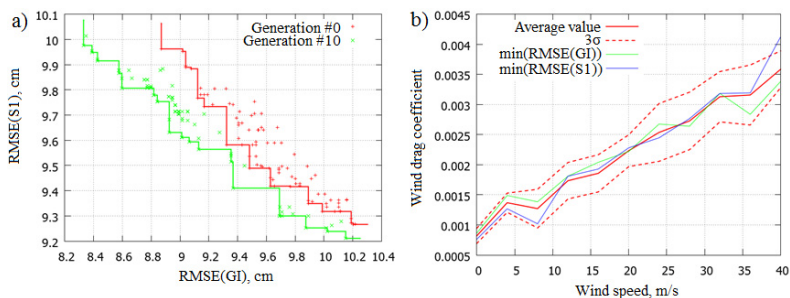 a)
RMSE(S1), cm
10.1
10
9.9
9.8
9.7
9.6
9.5
9.4
9.3
9.2
8.2 8.4 8.6 8.8 9 9.2 9.4 9.6 9.8 10 10.2 10.4
RMSE(GI), cm
Generation #0
Generation #10
b)
Wind drag coefficient
0.0045
0.004
0.0035
0.003
0.0025
0.002
0.0015
0.001
0.0005
0 5 10 15 20 25 30 35 40
Wind speed, m/s
Average value
3σ
min(RMSE(GI))
min(RMSE(S1))